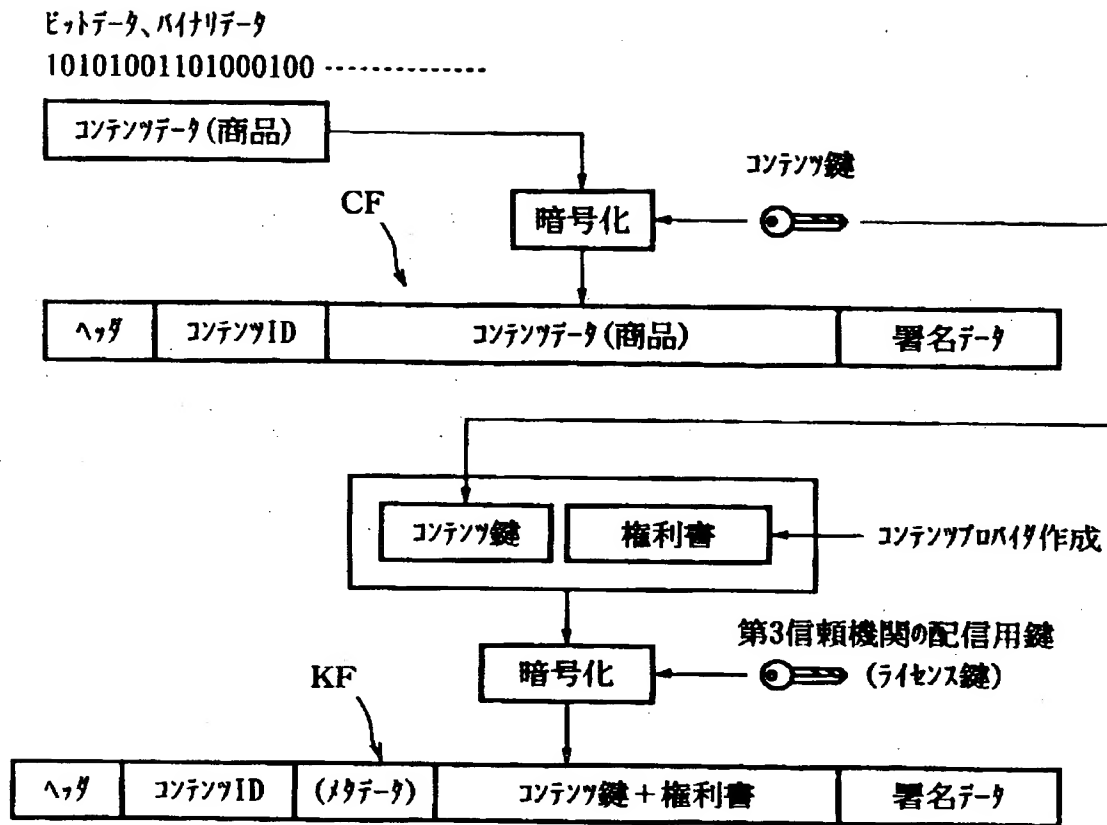 ビットデータ、バイナリデータ
10101001101000100 --------------
コンテンツデータ(商品)
コンテンツ鍵
暗号化
CF
ヘッダ コンテンツID コンテンツデータ(商品) 署名データ
コンテンツ鍵 権利書 コンテンツプロバイダ作成
第3信頼機関の配信用鍵
(ライセンス鍵)
暗号化
KF
ヘッダ コンテンツID (メタデータ) コンテンツ鍵+権利書 署名データ